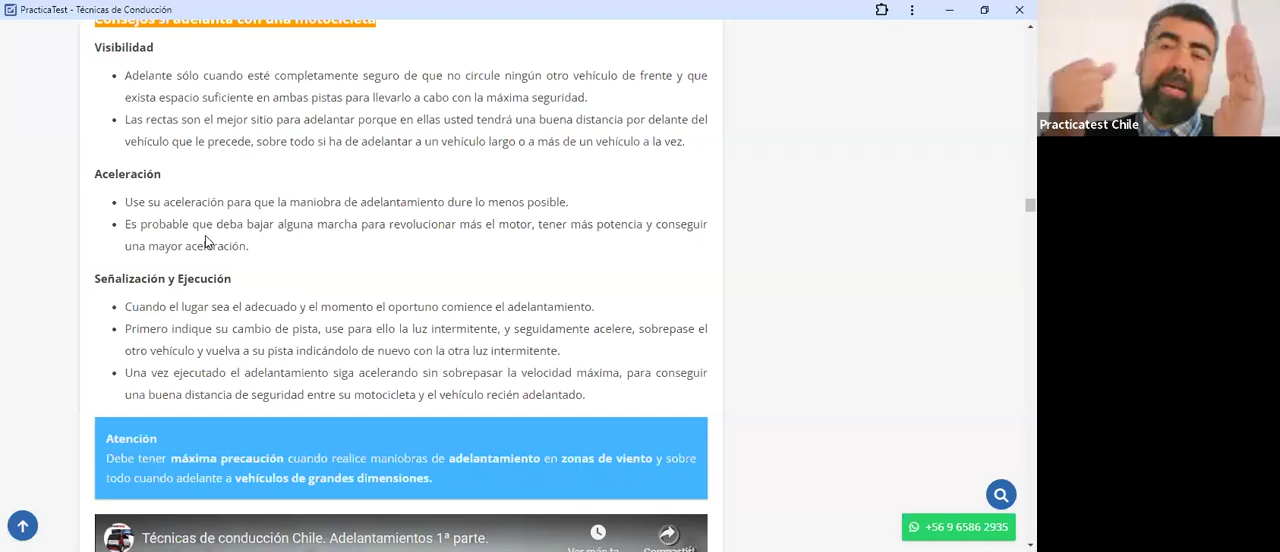 PracticaTest - Técnicas de Conducción
Consejos si adelanta con una motocicleta
Visibilidad
Adelante sólo cuando esté completamente seguro de que no circule ningún otro vehículo de frente y que
exista espacio suficiente en ambas pistas para llevarlo a cabo con la máxima seguridad.
Las rectas son el mejor sitio para adelantar porque en ellas usted tendrá una buena distancia por delante del
vehículo que le precede, sobre todo si ha de adelantar a un vehículo largo o a más de un vehículo a la vez.
Aceleración
Use su aceleración para que la maniobra de adelantamiento dure lo menos posible.
Es probable que deba bajar alguna marcha para revolucionar más el motor, tener más potencia y conseguir
una mayor aceleración.
Señalización y Ejecución
Cuando el lugar sea el adecuado y el momento el oportuno comience el adelantamiento.
Primero indique su cambio de pista, use para ello la luz intermitente, y seguidamente acelere, sobrepase el
otro vehículo y vuelva a su pista indicándolo de nuevo con la otra luz intermitente.
Una vez ejecutado el adelantamiento siga acelerando sin sobrepasar la velocidad máxima, para conseguir
una buena distancia de seguridad entre su motocicleta y el vehículo recién adelantado.
Atención
Debe tener máxima precaución cuando realice maniobras de adelantamiento en zonas de viento y sobre
todo cuando adelante a vehículos de grandes dimensiones.
Técnicas de conducción Chile. Adelantamientos 1ª parte.
Ver más ta
Compartir
+56 9 6586 2935
Practicatest Chile